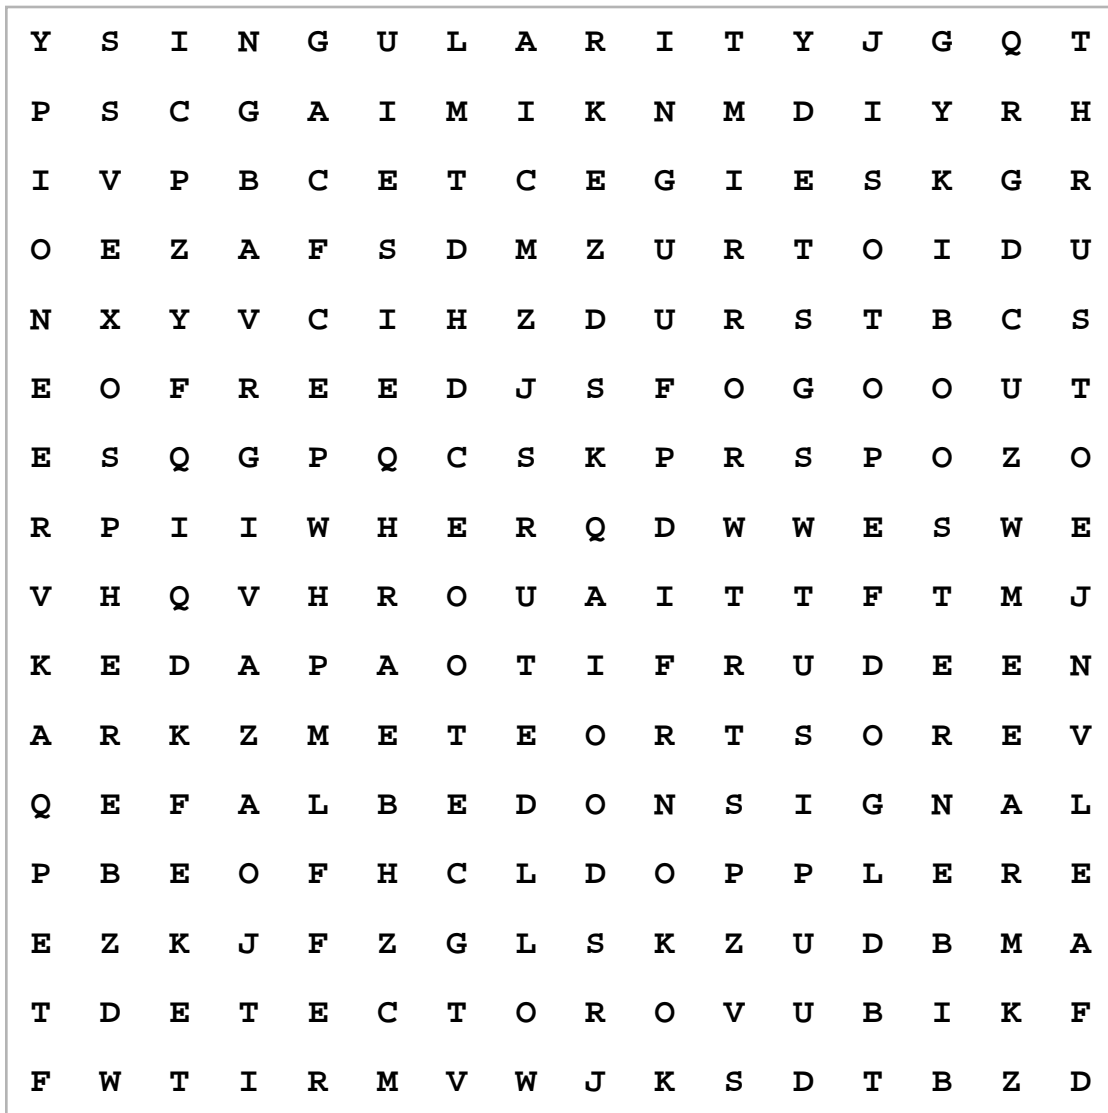 Y S I N G U L A R I T Y J G Q T
P S C G A I M I K N M D I Y R H
I V P B C E T C E G I E S K G R
O E Z A F S D M Z U R T O I D U
N X Y V C I H Z D U R S T B C S
E O F R E E D J S F O G O O U T
E S Q G P Q C S K P R S P O Z O
R P I I W H E R Q D W W E S W E
V H Q V H R O U A I T T F T M J
K E D A P A O T I F R U D E E N
A R K Z M E T E O R T S O R E V
Q E F A L B E D O N S I G N A L
P B E O F H C L D O P P L E R E
E Z K J F Z G L S K Z U D B M A
T D E T E C T O R O V U B I K F
F W T I R M V W J K S D T B Z D